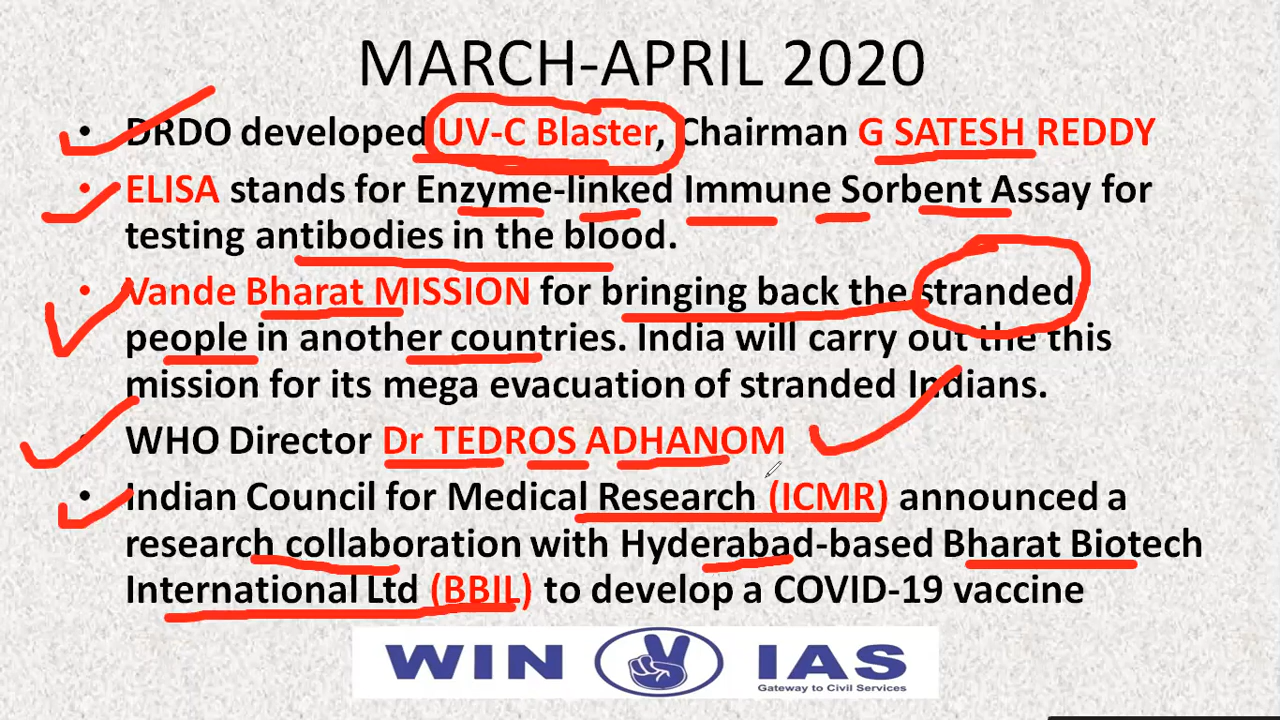 MARCH-APRIL 2020
• DRDO developed UV-C Blaster, Chairman G SATESH REDDY
• ELISA stands for Enzyme-linked Immune Sorbent Assay for
testing antibodies in the blood.
• Vande Bharat MISSION for bringing back the stranded
people in another countries. India will carry out the this
mission for its mega evacuation of stranded Indians.
• WHO Director Dr TEDROS ADHANOM
• Indian Council for Medical Research (ICMR) announced a
research collaboration with Hyderabad-based Bharat Biotech
International Ltd (BBIL) to develop a COVID-19 vaccine
WIN IAS
Gateway to Civil Services